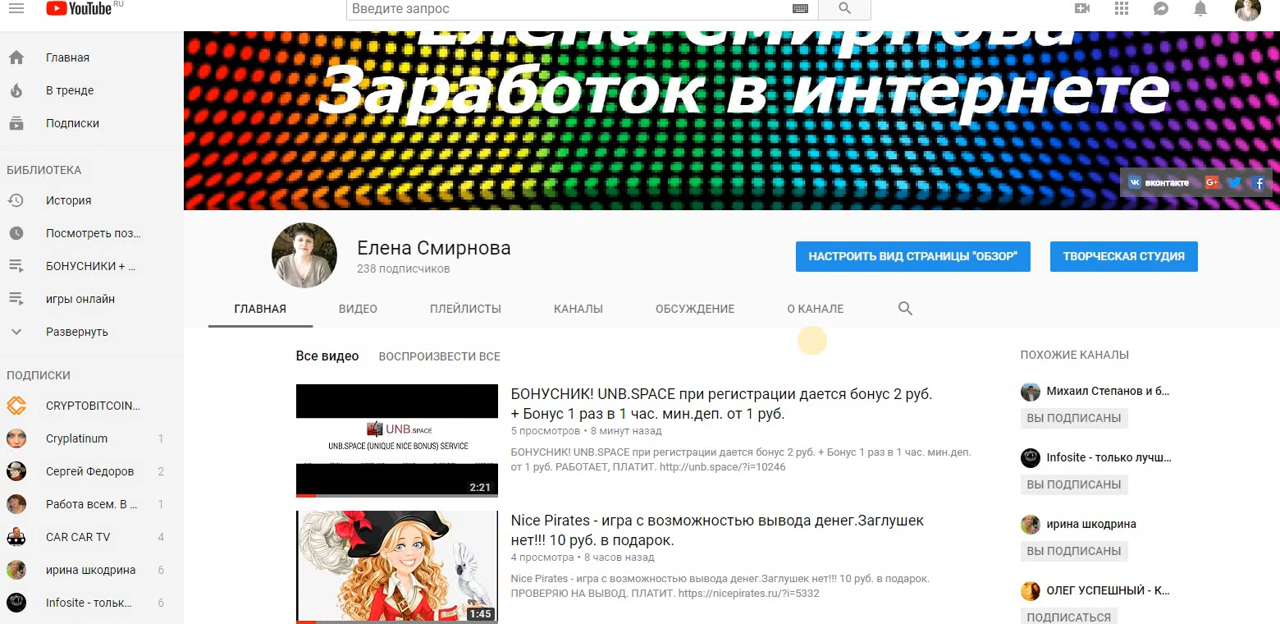 YouTube RU
Введите запрос
Главная
В тренде
Подписки
БИБЛИОТЕКА
История
Посмотреть поз...
БОНУСНИКИ + ...
игры онлайн
Развернуть
ПОДПИСКИ
CRYPTOBITCOIN...
Cryplatinum 1
Сергей Федоров 2
Работа всем. В ... 1
CAR CAR TV 4
ирина шкодрина 6
Infosite - тольк... 6
Елена Смирнова
Заработок в интернете
вконтакте
Елена Смирнова
238 подписчиков
НАСТРОИТЬ ВИД СТРАНИЦЫ "ОБЗОР"
ТВОРЧЕСКАЯ СТУДИЯ
ГЛАВНАЯ ВИДЕО ПЛЕЙЛИСТЫ КАНАЛЫ ОБСУЖДЕНИЕ О КАНАЛЕ
Все видео ВОСПРОИЗВЕСТИ ВСЕ
UNB.SPACE
UNB.SPACE (UNIQUE NICE BONUS) SERVICE
2:21
БОНУСНИК! UNB.SPACE при регистрации дается бонус 2 руб.
+ Бонус 1 раз в 1 час. мин.деп. от 1 руб.
5 просмотров • 8 минут назад
БОНУСНИК! UNB.SPACE при регистрации дается бонус 2 руб. + Бонус 1 раз в 1 час. мин.деп.
от 1 руб. РАБОТАЕТ, ПЛАТИТ. http://unb.space/?i=10246
1:45
Nice Pirates - игра с возможностью вывода денег.Заглушек
нет!!! 10 руб. в подарок.
4 просмотра • 8 часов назад
Nice Pirates - игра с возможностью вывода денег.Заглушек нет!!! 10 руб. в подарок.
ПРОВЕРЯЮ НА ВЫВОД. ПЛАТИТ. https://nicepirates.ru/?i=5332
ПОХОЖИЕ КАНАЛЫ
Михаил Степанов и б...
ВЫ ПОДПИСАНЫ
Infosite - только лучш...
ВЫ ПОДПИСАНЫ
ирина шкодрина
ВЫ ПОДПИСАНЫ
ОЛЕГ УСПЕШНЫЙ - К...
ПОДПИСАТЬСЯ